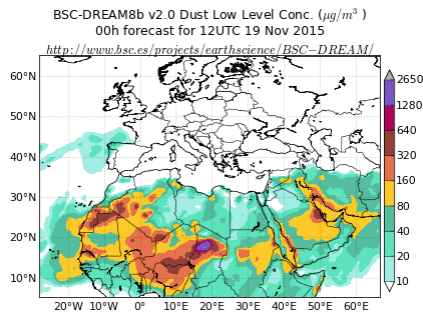 BSC-DREAM8b v2.0 Dust Low Level Conc. (μg/m³ )
00h forecast for 12UTC 19 Nov 2015
http://www.bsc.es/projects/earthscience/BSC−DREAM/
60°N
50°N
40°N
30°N
20°N
10°N
20°W 10°W 0° 10°E 20°E 30°E 40°E 50°E 60°E
2650
1280
640
320
160
80
40
20
10